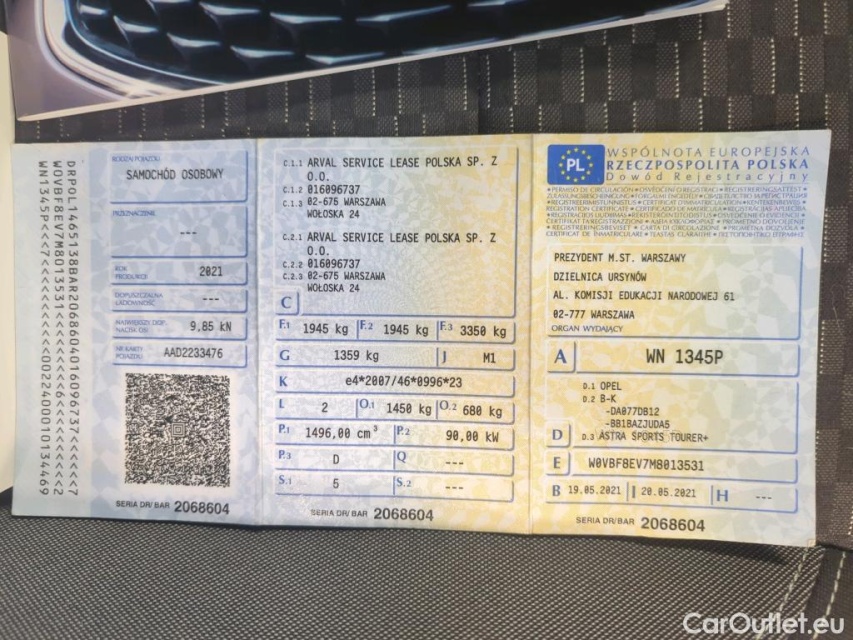 DRPPL1465138BAR20686040160967 37<<<<<<7
W0VBF8EV7M8013531<<<<<<<<6<<<<<<<<2
WN1345P<<<7<<<<<<<<<<0022400010134469
RODZAJ POJAZDU
SAMOCHÓD OSOBOWY
PRZEZNACZENIE
---
ROK PRODUKCJI 2021
DOPUSZCZALNA ŁADOWNOŚĆ ---
NAJWIĘKSZY DOP. NACISK OSI 9,85 kN
NR KARTY POJAZDU AAD2233476
SERIA DR/BAR 2068604
C.1.1 ARVAL SERVICE LEASE POLSKA SP. Z
O.O.
C.1.2 016096737
C.1.3 02-675 WARSZAWA
WOŁOSKA 24
C.2.1 ARVAL SERVICE LEASE POLSKA SP. Z
O.O.
C.2.2 016096737
C.2.3 02-675 WARSZAWA
WOŁOSKA 24
C
F.1 1945 kg F.2 1945 kg F.3 3350 kg
G 1359 kg J M1
K e4*2007/46*0996*23
L 2 O.1 1450 kg O.2 680 kg
P.1 1496,00 cm³ P.2 90,00 kW
P.3 D Q ---
S.1 5 S.2 ---
SERIA DR/BAR 2068604
PL
WSPÓLNOTA EUROPEJSKA
RZECZPOSPOLITA POLSKA
Dowód Rejestracyjny
PREZYDENT M.ST. WARSZAWY
DZIELNICA URSYNÓW
AL. KOMISJI EDUKACJI NARODOWEJ 61
02-777 WARSZAWA
ORGAN WYDAJĄCY
A WN 1345P
D.1 OPEL
D.2 B-K
-DA077DB12
-BB1BAZJUDA5
D D.3 ASTRA SPORTS TOURER+
E W0VBF8EV7M8013531
B 19.05.2021 I 20.05.2021 H ---
SERIA DR/BAR 2068604
CarOutlet.eu